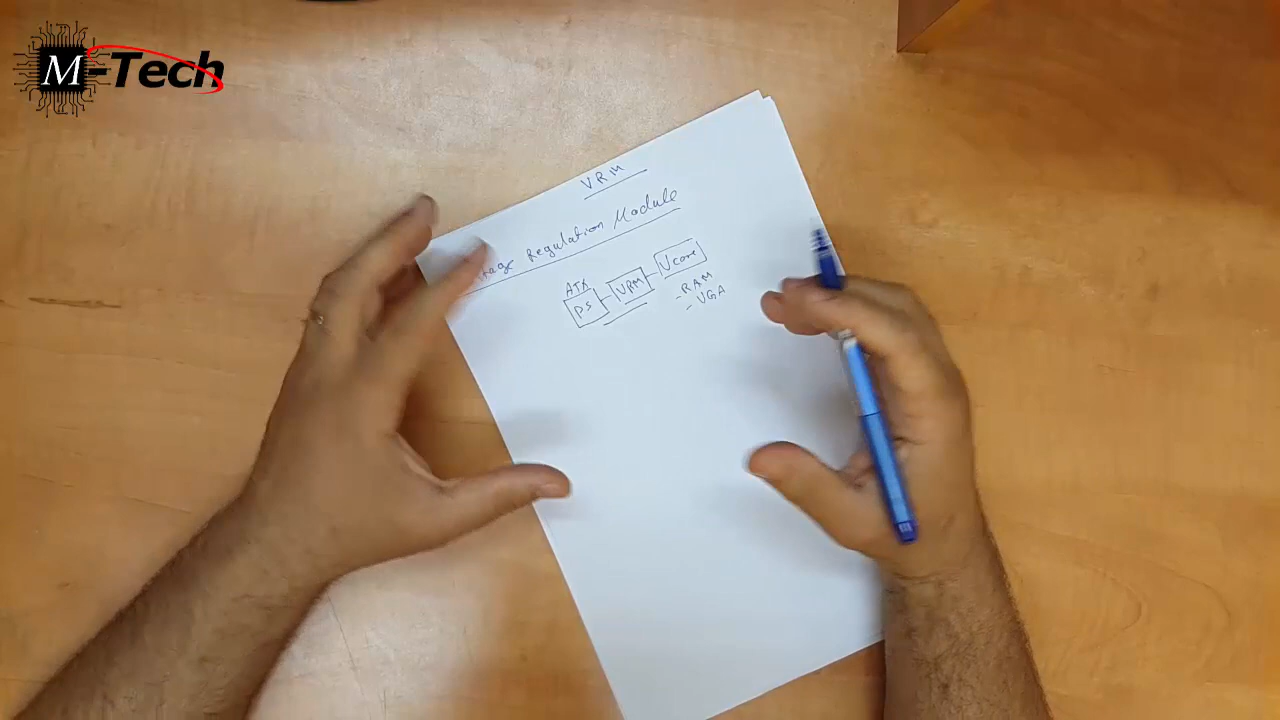 M-Tech
VRM
Regulation Module
ATX
PS VRM Vcore
- RAM
- VGA